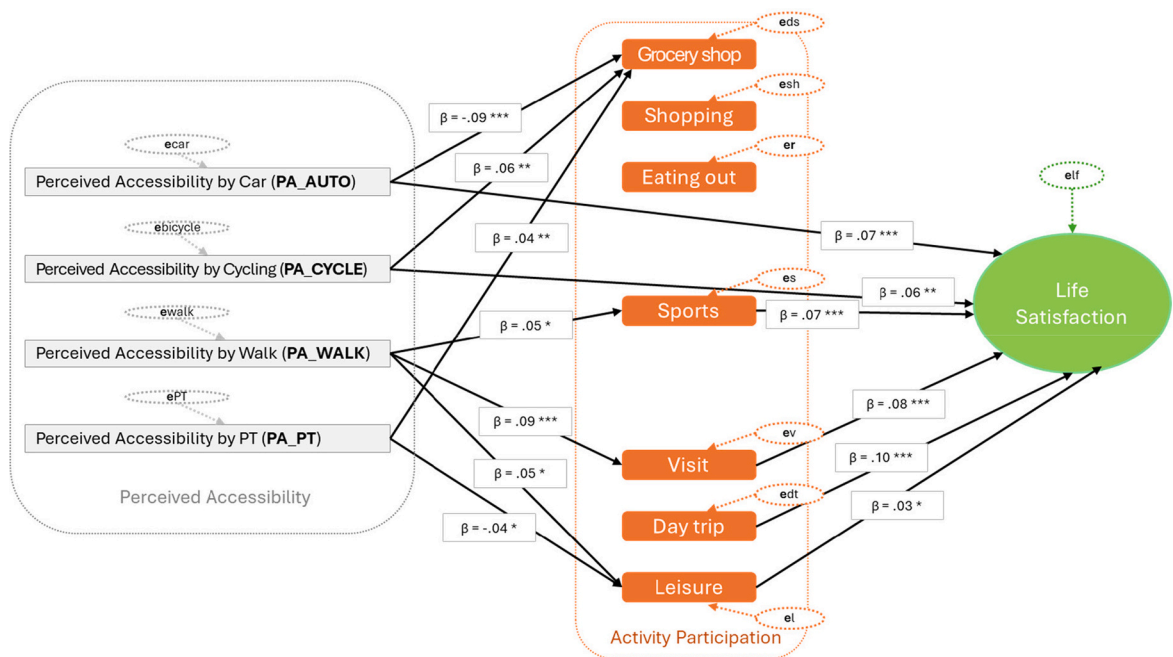 eds
Grocery shop
esh
Shopping
er
Eating out
β = -.09 ***
β = .06 **
β = .04 **
ecar
Perceived Accessibility by Car (PA_AUTO)
ebicycle
Perceived Accessibility by Cycling (PA_CYCLE)
ewalk
Perceived Accessibility by Walk (PA_WALK)
ePT
Perceived Accessibility by PT (PA_PT)
Perceived Accessibility
β = .05 *
β = .09 ***
β = .05 *
β = -.04 *
es
Sports
ev
Visit
edt
Day trip
Leisure
el
Activity Participation
β = .07 ***
β = .06 **
β = .07 ***
β = .08 ***
β = .10 ***
β = .03 *
elf
Life
Satisfaction